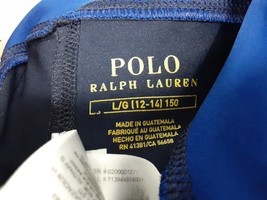 POLO
RALPH LAUREN
L/G (12-14) 150
MADE IN GUATEMALA
FABRIQUÉ AU GUATEMALA
HECHO EN GUATEMALA
RN 41381/CA 56658